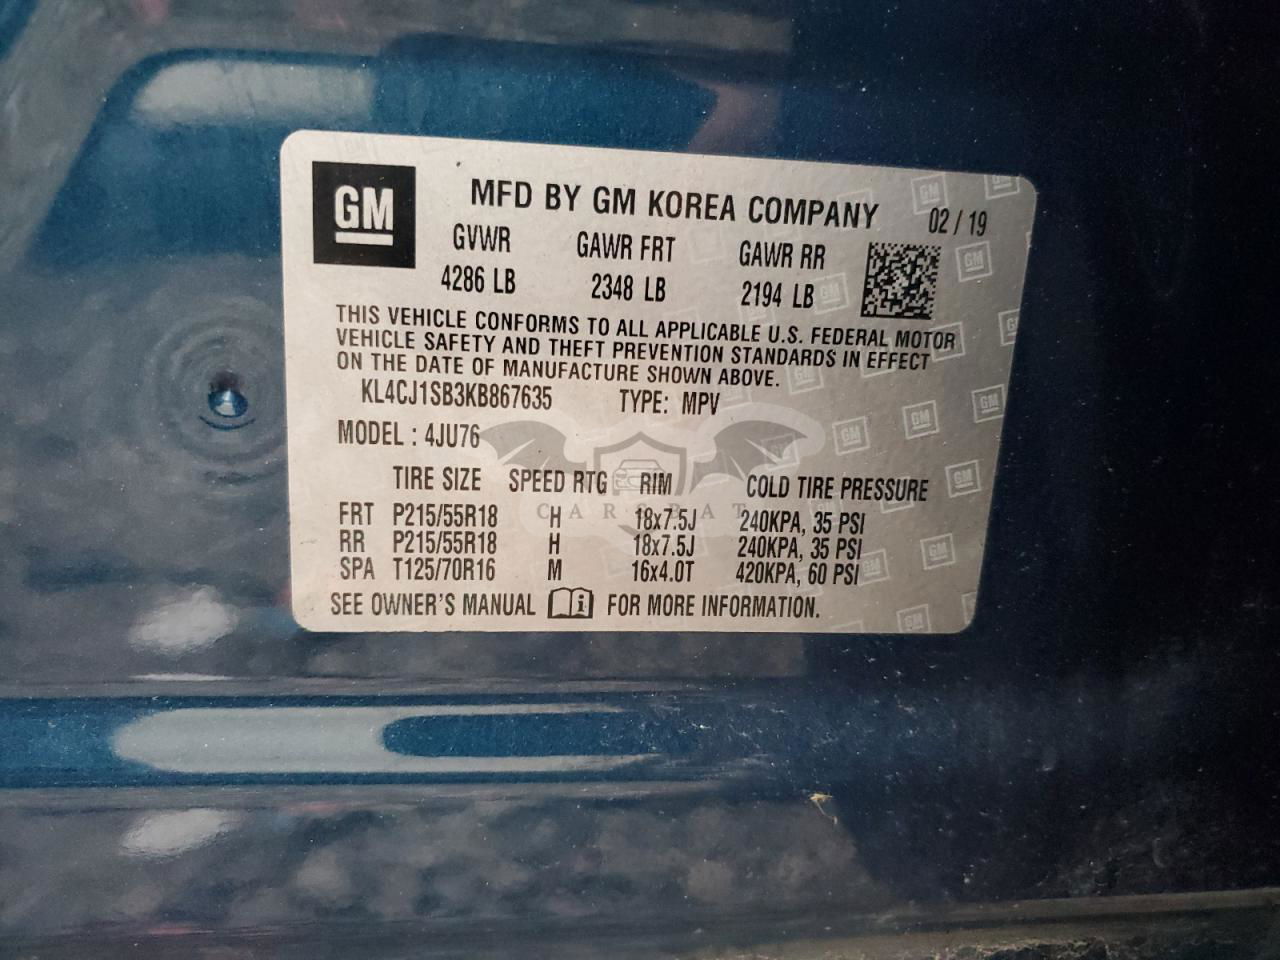 GM
MFD BY GM KOREA COMPANY 02 / 19
GVWR GAWR FRT GAWR RR
4286 LB 2348 LB 2194 LB
THIS VEHICLE CONFORMS TO ALL APPLICABLE U.S. FEDERAL MOTOR
VEHICLE SAFETY AND THEFT PREVENTION STANDARDS IN EFFECT
ON THE DATE OF MANUFACTURE SHOWN ABOVE.
KL4CJ1SB3KB867635 TYPE: MPV
MODEL : 4JU76
TIRE SIZE SPEED RTG RIM COLD TIRE PRESSURE
FRT P215/55R18 H 18x7.5J 240KPA, 35 PSI
RR P215/55R18 H 18x7.5J 240KPA, 35 PSI
SPA T125/70R16 M 16x4.0T 420KPA, 60 PSI
SEE OWNER'S MANUAL i FOR MORE INFORMATION.
CARSBAT